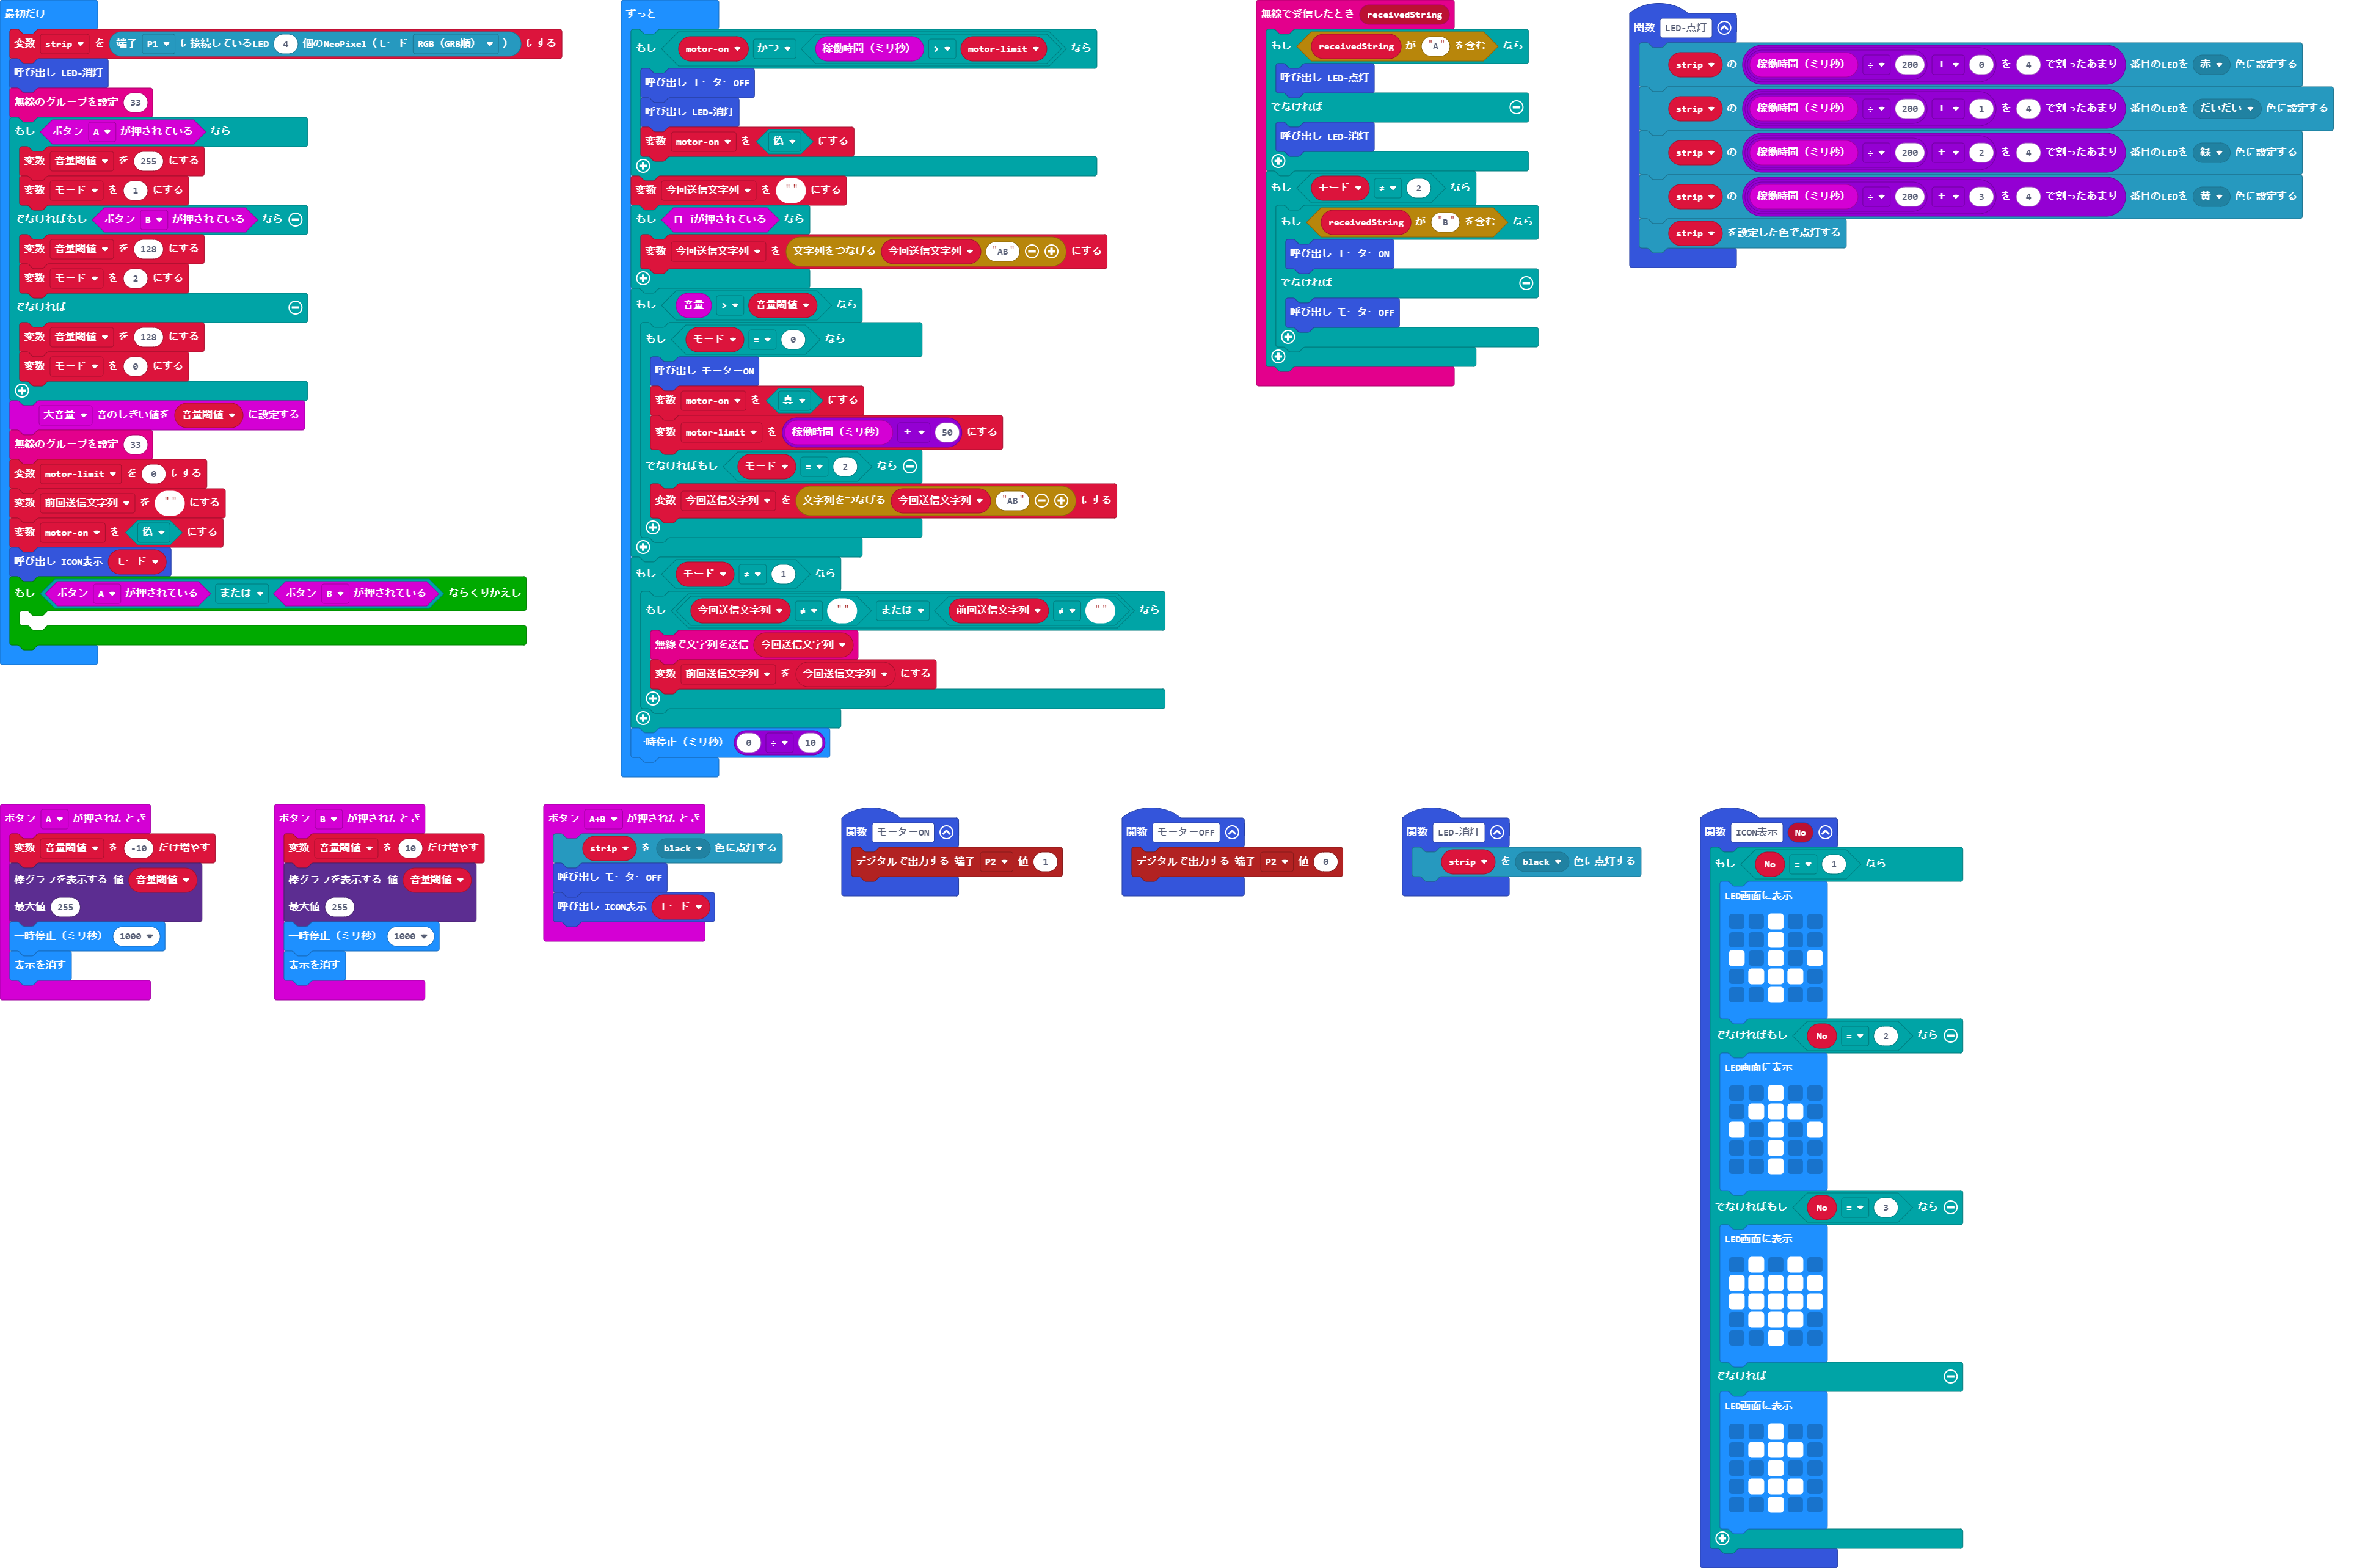 最初だけ
変数 strip を 端子 P1 に接続しているLED 4 個のNeoPixel（モード RGB（GRB順） ） にする
呼び出し LED-消灯
無線のグループを設定 33
もし ボタン A が押されている なら
変数 音量閾値 を 255 にする
変数 モード を 1 にする
でなければもし ボタン B が押されている なら
変数 音量閾値 を 128 にする
変数 モード を 2 にする
でなければ
変数 音量閾値 を 128 にする
変数 モード を 0 にする
大音量 音のしきい値を 音量閾値 に設定する
無線のグループを設定 33
変数 motor-limit を 0 にする
変数 前回送信文字列 を "" にする
変数 motor-on を 偽 にする
呼び出し ICON表示 モード
もし ボタン A が押されている または ボタン B が押されている ならくりかえし
ずっと
もし motor-on かつ 稼働時間（ミリ秒） > motor-limit なら
呼び出し モーターOFF
呼び出し LED-消灯
変数 motor-on を 偽 にする
変数 今回送信文字列 を "" にする
もし ロゴが押されている なら
変数 今回送信文字列 を 文字列をつなげる 今回送信文字列 "AB" にする
もし 音量 > 音量閾値 なら
もし モード = 0 なら
呼び出し モーターON
変数 motor-on を 真 にする
変数 motor-limit を 稼働時間（ミリ秒） + 50 にする
でなければもし モード = 2 なら
変数 今回送信文字列 を 文字列をつなげる 今回送信文字列 "AB" にする
もし モード ≠ 1 なら
もし 今回送信文字列 ≠ "" または 前回送信文字列 ≠ "" なら
無線で文字列を送信 今回送信文字列
変数 前回送信文字列 を 今回送信文字列 にする
一時停止（ミリ秒） 0 ÷ 10
無線で受信したとき receivedString
もし receivedString が "A" を含む なら
呼び出し LED-点灯
でなければ
呼び出し LED-消灯
もし モード ≠ 2 なら
もし receivedString が "B" を含む なら
呼び出し モーターON
でなければ
呼び出し モーターOFF
関数 LED-点灯
strip の 稼働時間（ミリ秒） ÷ 200 + 0 を 4 で割ったあまり 番目のLEDを 赤 色に設定する
strip の 稼働時間（ミリ秒） ÷ 200 + 1 を 4 で割ったあまり 番目のLEDを だいだい 色に設定する
strip の 稼働時間（ミリ秒） ÷ 200 + 2 を 4 で割ったあまり 番目のLEDを 緑 色に設定する
strip の 稼働時間（ミリ秒） ÷ 200 + 3 を 4 で割ったあまり 番目のLEDを 黄 色に設定する
strip を設定した色で点灯する
ボタン A が押されたとき
変数 音量閾値 を -10 だけ増やす
棒グラフを表示する 値 音量閾値
最大値 255
一時停止（ミリ秒） 1000
表示を消す
ボタン B が押されたとき
変数 音量閾値 を 10 だけ増やす
棒グラフを表示する 値 音量閾値
最大値 255
一時停止（ミリ秒） 1000
表示を消す
ボタン A+B が押されたとき
strip を black 色に点灯する
呼び出し モーターOFF
呼び出し ICON表示 モード
関数 モーターON
デジタルで出力する 端子 P2 値 1
関数 モーターOFF
デジタルで出力する 端子 P2 値 0
関数 LED-消灯
strip を black 色に点灯する
関数 ICON表示 No
もし No = 1 なら
LED画面に表示
でなければもし No = 2 なら
LED画面に表示
でなければもし No = 3 なら
LED画面に表示
でなければ
LED画面に表示